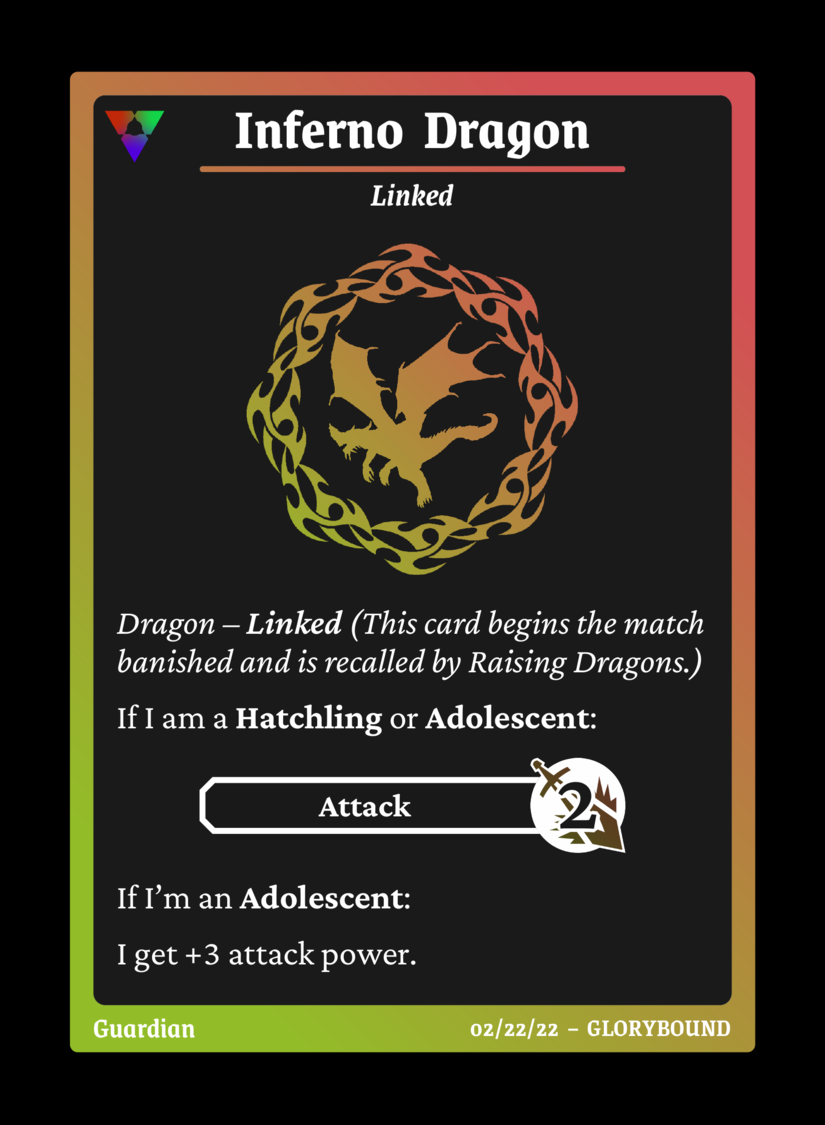 Inferno Dragon
Linked
Dragon – Linked (This card begins the match
banished and is recalled by Raising Dragons.)
If I am a Hatchling or Adolescent:
Attack 2
If I’m an Adolescent:
I get +3 attack power.
Guardian 02/22/22 – GLORYBOUND